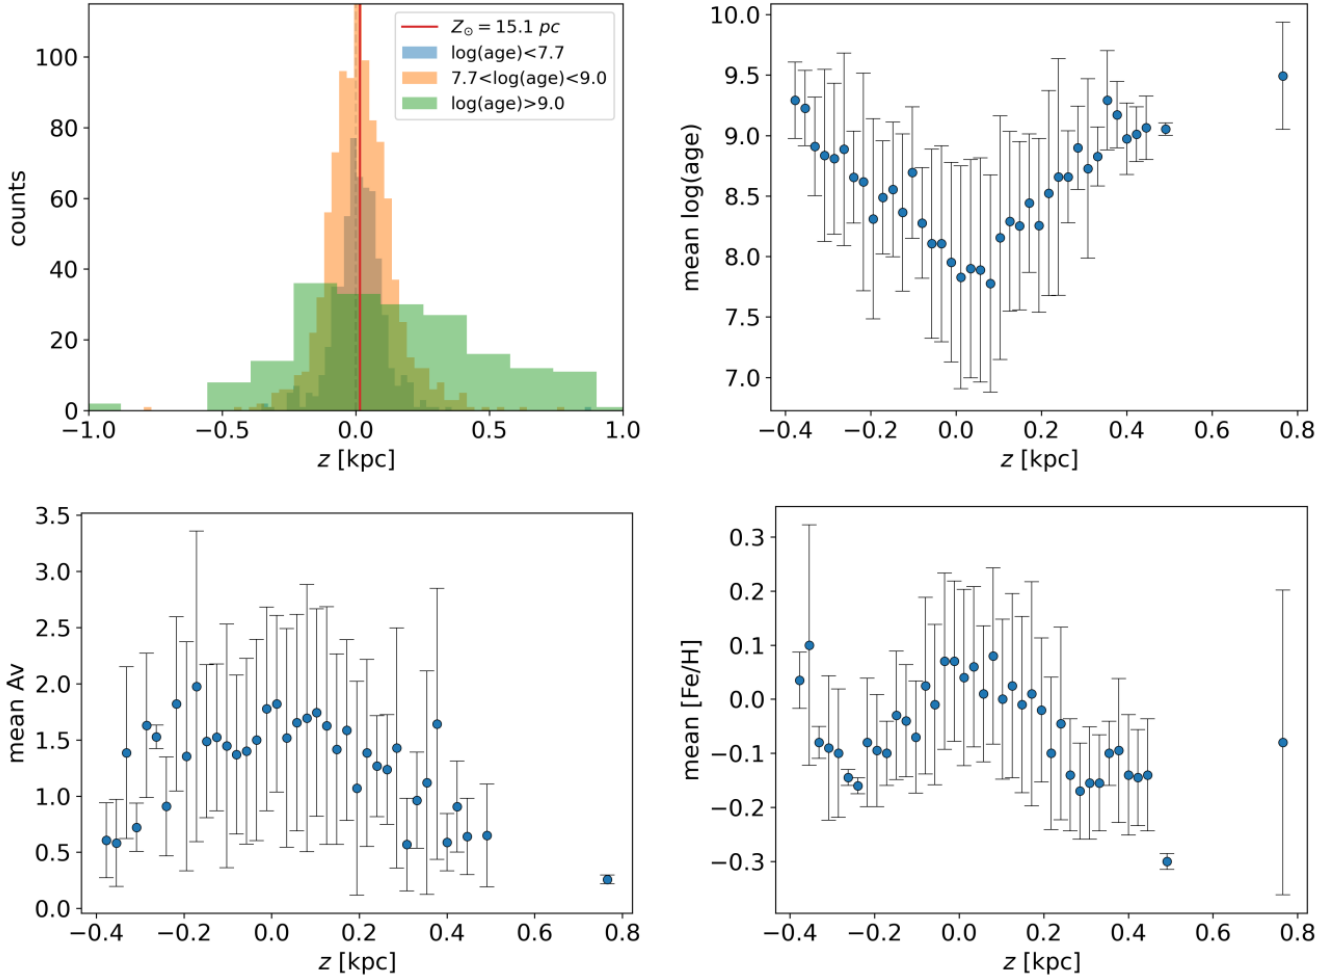 counts
100
80
60
40
20
0
Z⊙ = 15.1 pc
log(age)<7.7
7.7<log(age)<9.0
log(age)>9.0
−1.0 −0.5 0.0 0.5 1.0
z [kpc]
mean log(age)
10.0
9.5
9.0
8.5
8.0
7.5
7.0
−0.4 −0.2 0.0 0.2 0.4 0.6 0.8
z [kpc]
mean Av
3.5
3.0
2.5
2.0
1.5
1.0
0.5
0.0
−0.4 −0.2 0.0 0.2 0.4 0.6 0.8
z [kpc]
mean [Fe/H]
0.3
0.2
0.1
0.0
−0.1
−0.2
−0.3
−0.4 −0.2 0.0 0.2 0.4 0.6 0.8
z [kpc]